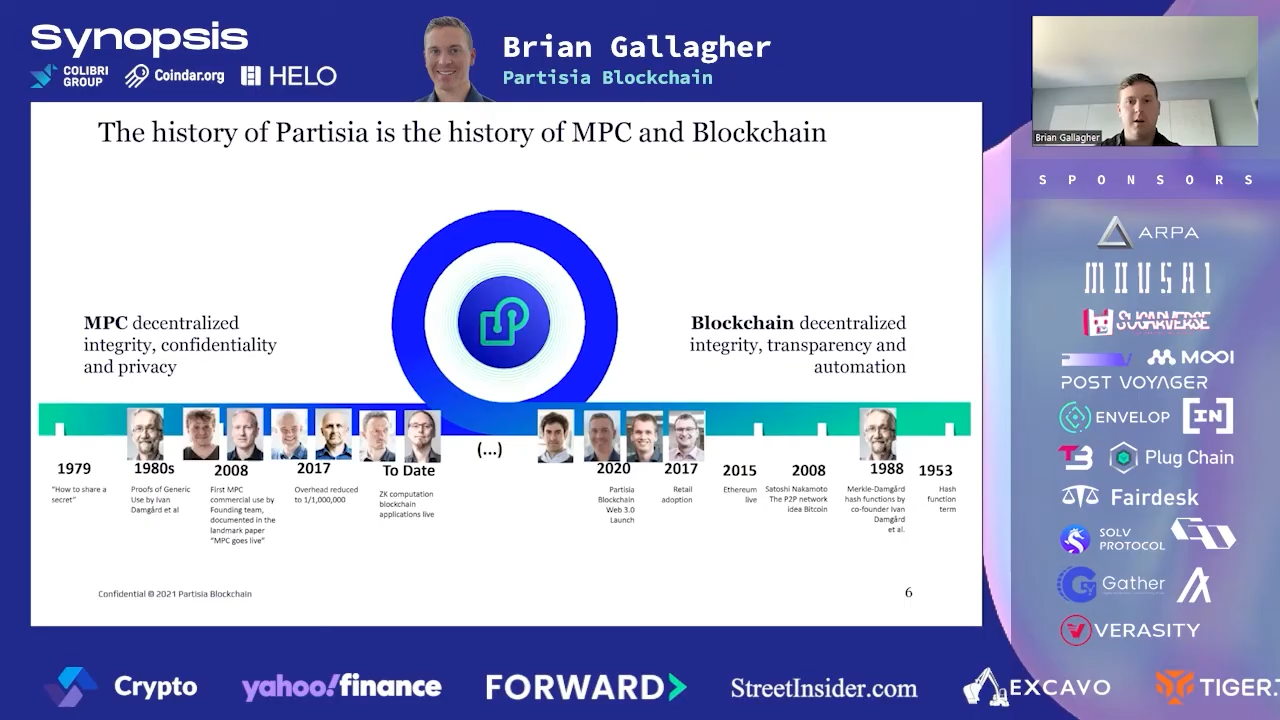 Synopsis
COLIBRI
GROUP
Coindar.org
HELO
Brian Gallagher
Partisia Blockchain
Brian Gallagher
The history of Partisia is the history of MPC and Blockchain
MPC decentralized
integrity, confidentiality
and privacy
Blockchain decentralized
integrity, transparency and
automation
1979
"How to share a
secret"
1980s
Proofs of Generic
Use by Ivan
Damgård et al
2008
First MPC
commercial use by
Founding team,
documented in the
landmark paper
"MPC goes live"
2017
Overhead reduced
to 1/1,000,000
To Date
ZK computation
blockchain
applications live
(...)
2020
Partisia
Blockchain
Web 3.0
Launch
2017
Retail
adoption
2015
Ethereum
live
2008
Satoshi Nakamoto
The P2P network
idea Bitcoin
1988
Merkle-Damgård
hash functions by
co-founder Ivan
Damgård
et al.
1953
Hash
function
term
Confidential © 2021 Partisia Blockchain
6
SPONSORS
ARPA
SUGARVERSE
MOOI
POST VOYAGER
ENVELOP
[IN]
Plug Chain
Fairdesk
SOLV
PROTOCOL
Gather
VERASITY
Crypto
yahoo!finance
FORWARD
StreetInsider.com
EXCAVO
TIGER.